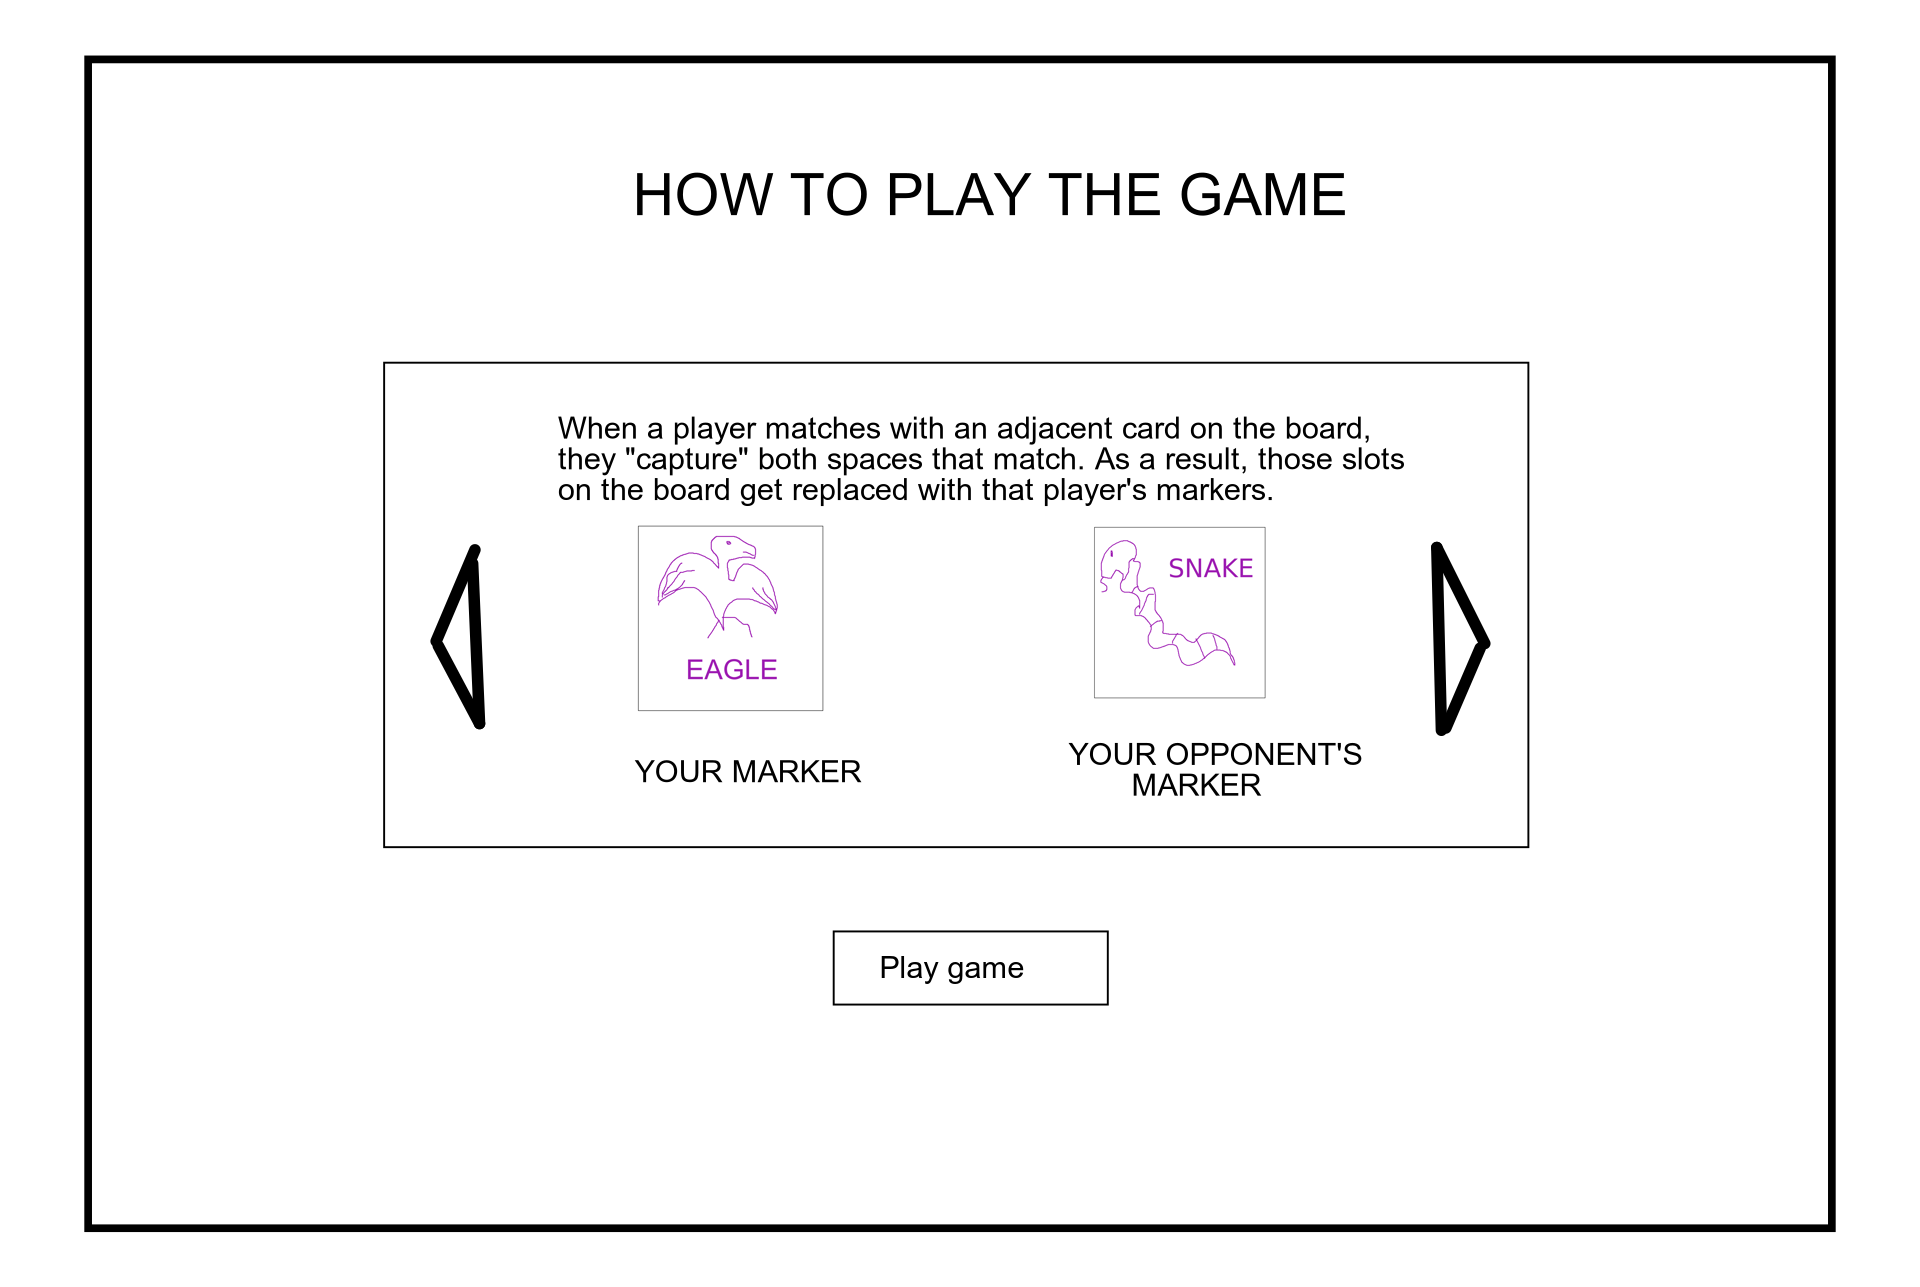 HOW TO PLAY THE GAME
When a player matches with an adjacent card on the board,
they "capture" both spaces that match. As a result, those slots
on the board get replaced with that player's markers.
EAGLE
SNAKE
YOUR MARKER
YOUR OPPONENT'S
MARKER
Play game